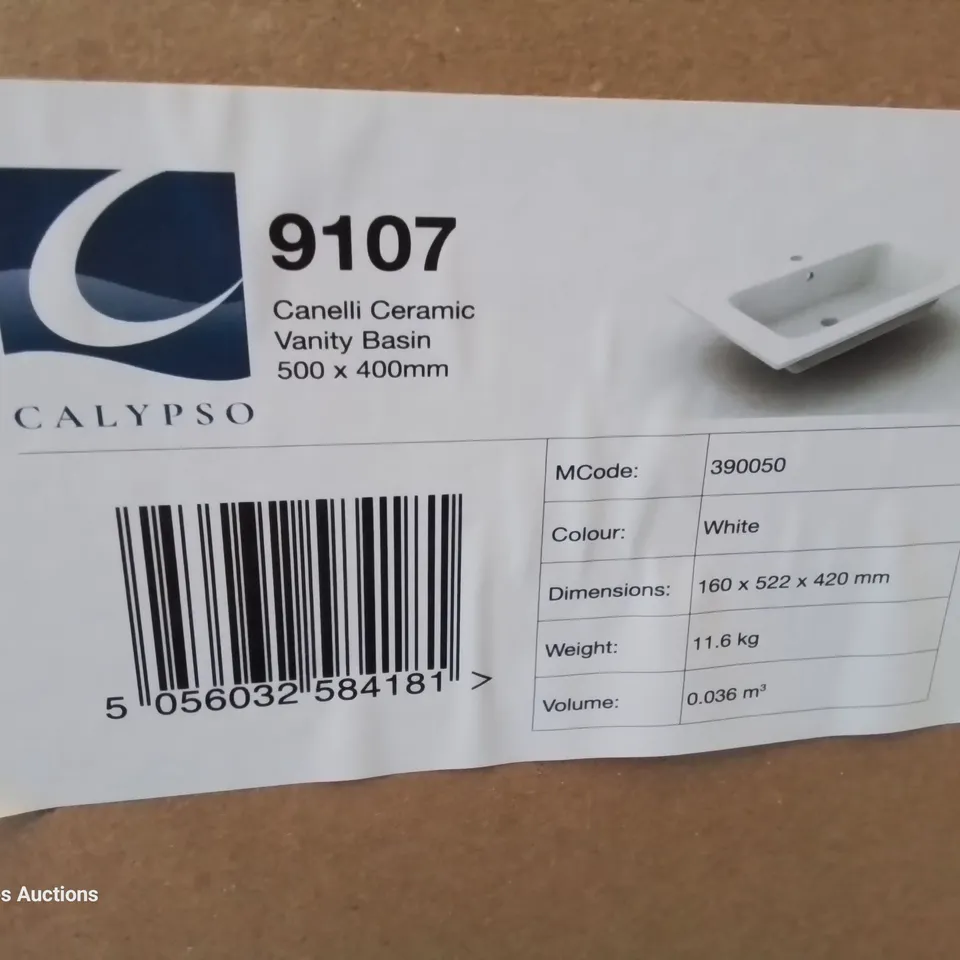 9107
Canelli Ceramic
Vanity Basin
500 x 400mm
CALYPSO
MCode: 390050
Colour: White
Dimensions: 160 x 522 x 420 mm
Weight: 11.6 kg
Volume: 0.036 m³
5 056032 584181 >
s Auctions